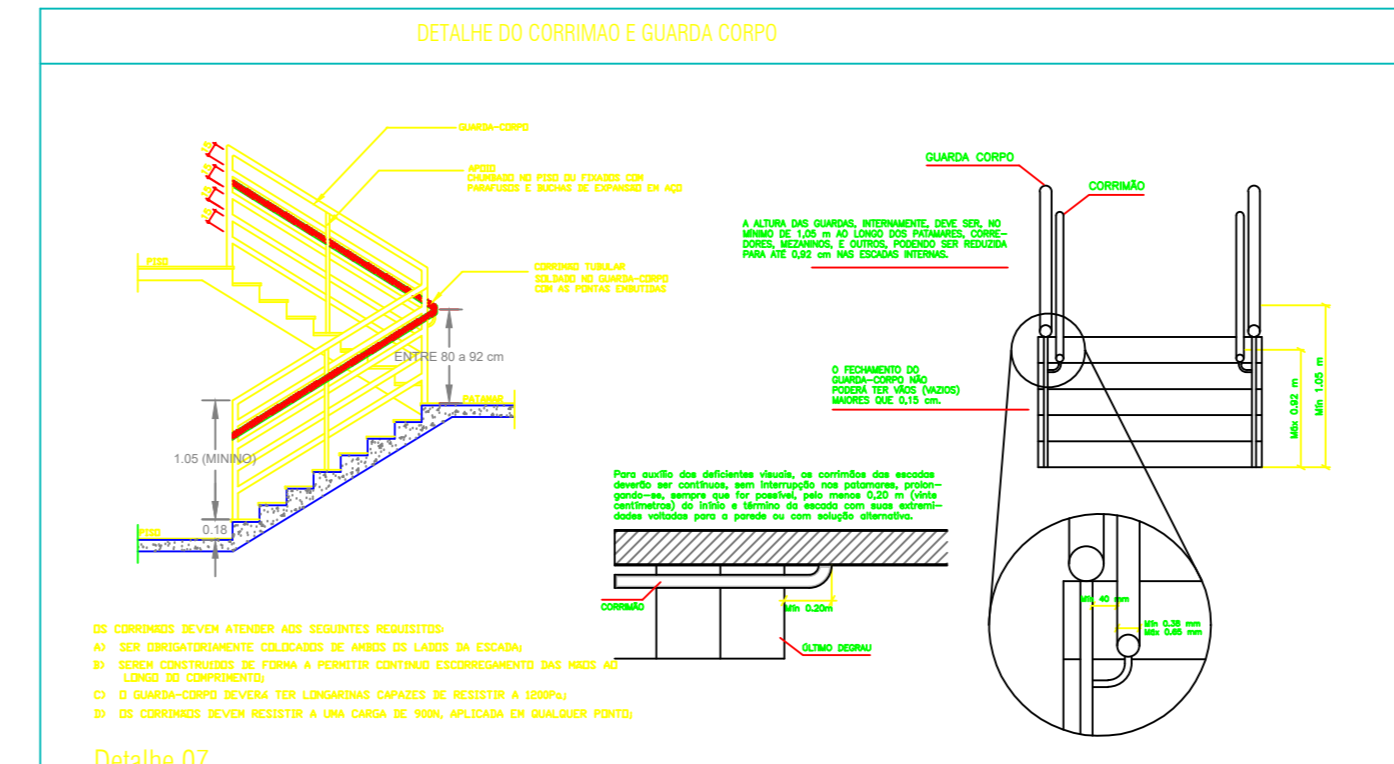 DETALHE DO CORRIMAO E GUARDA CORPO
GUARDA-CORPO
APOIO
CHUMBADO NO PISO OU FIXADOS COM
PARAFUSOS E BUCHAS DE EXPANSÃO EM AÇO
15
15
15
15
PISO
CORRIMÃO TUBULAR
SOLDADO NO GUARDA-CORPO
COM AS PONTAS EMBUTIDAS
ENTRE 80 a 92 cm
PATAMAR
1.05 (MININO)
0.18
PISO
GUARDA CORPO
CORRIMÃO
A ALTURA DAS GUARDAS, INTERNAMENTE, DEVE SER, NO
MINIMO DE 1,05 m AO LONGO DOS PATAMARES, CORRE-
DORES, MEZANINOS, E OUTROS, PODENDO SER REDUZIDA
PARA ATÉ 0,92 cm NAS ESCADAS INTERNAS.
O FECHAMENTO DO
GUARDA-CORPO NÃO
PODERÁ TER VÃOS (VAZIOS)
MAIORES QUE 0,15 cm.
Máx 0.92 m
Mín 1.05 m
Para auxílio dos deficientes visuais, os corrimãos das escadas
deverão ser contínuos, sem interrupção nos patamares, prolon-
gando-se, sempre que for possível, pelo menos 0,20 m (vinte
centímetros) do inínio e término da escada com suas extremi-
dades voltadas para a parede ou com solução alternativa.
CORRIMÃO
Mín 0.20m
ÚLTIMO DEGRAU
Mín 40 mm
Mín 0.38 mm
Máx 0.65 mm
OS CORRIMÃOS DEVEM ATENDER AOS SEGUINTES REQUISITOS:
A) SER OBRIGATORIAMENTE COLOCADOS DE AMBOS OS LADOS DA ESCADA;
B) SEREM CONSTRUIDOS DE FORMA A PERMITIR CONTINUO ESCORREGAMENTO DAS MÃOS AO
LONGO DO COMPRIMENTO;
C) O GUARDA-CORPO DEVERA TER LONGARINAS CAPAZES DE RESISTIR A 1200Pa;
D) OS CORRIMÃOS DEVEM RESISTIR A UMA CARGA DE 900N, APLICADA EM QUALQUER PONTO;
Detalhe 07